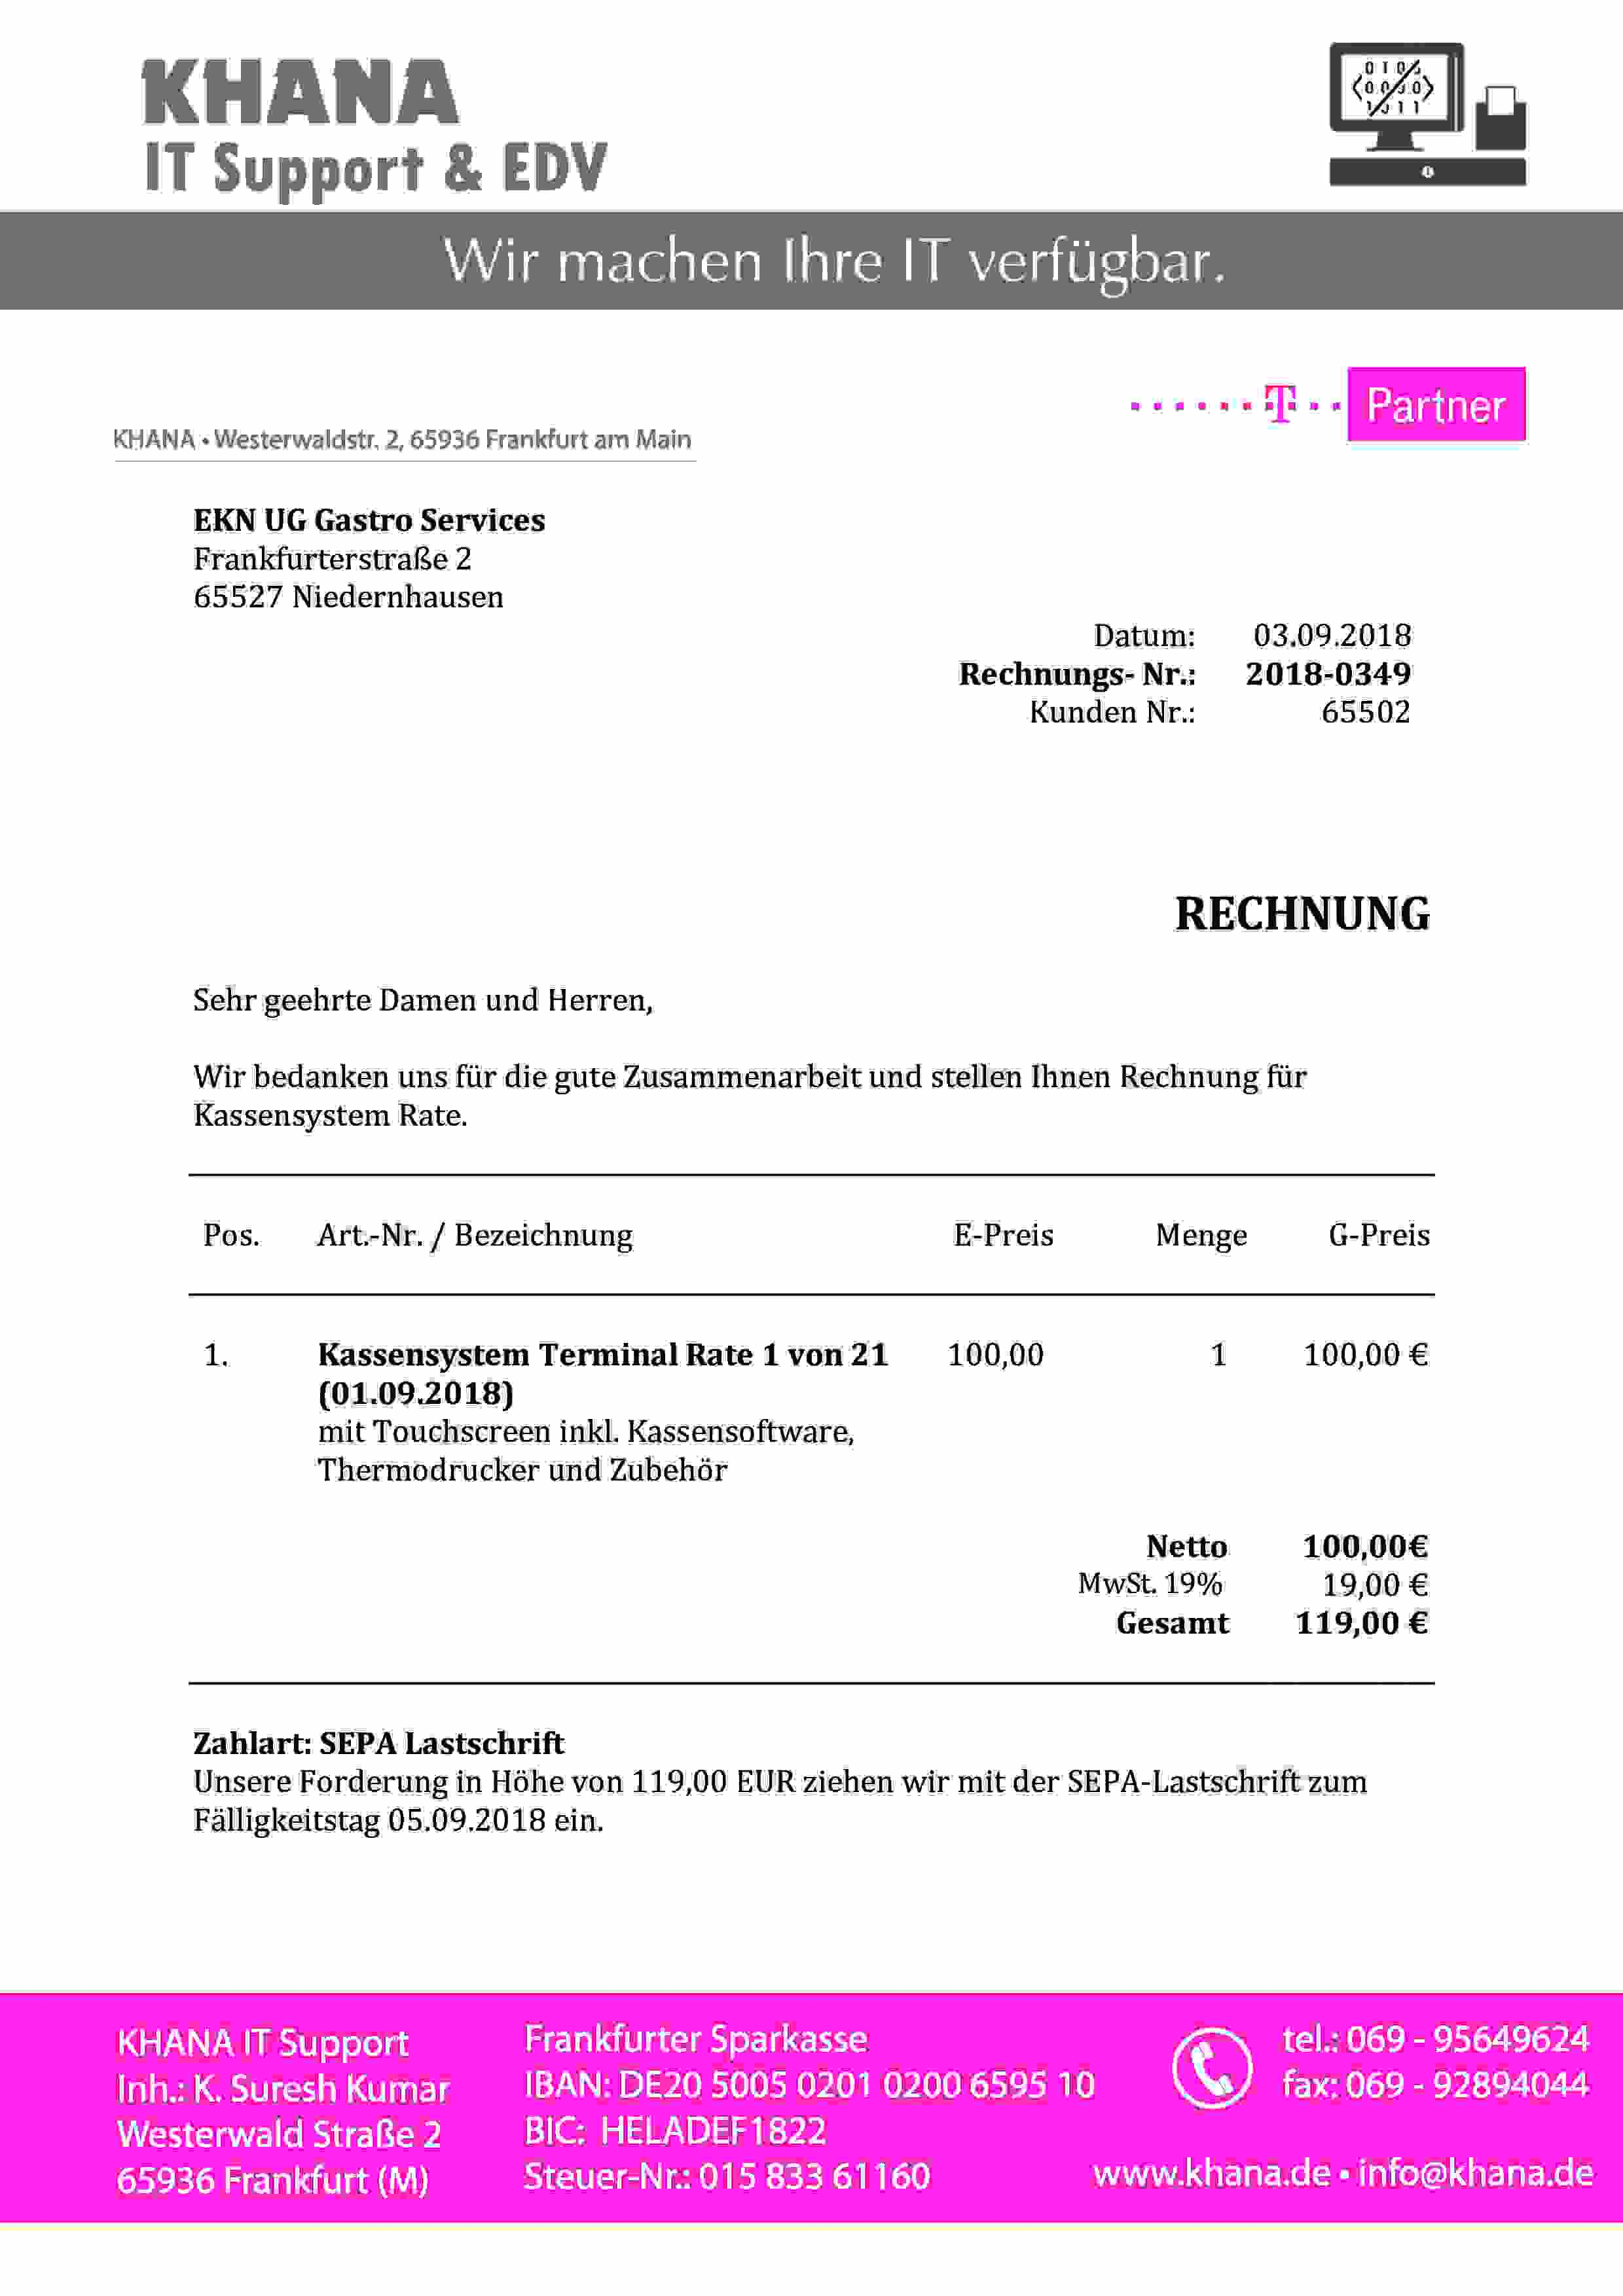 KHANA
IT Support & EDV
Wir machen Ihre IT verfügbar.
T Partner
KHANA • Westerwaldstr. 2, 65936 Frankfurt am Main
EKN UG Gastro Services
Frankfurterstraße 2
65527 Niedernhausen
Datum: 03.09.2018
Rechnungs- Nr.: 2018-0349
Kunden Nr.: 65502
RECHNUNG
Sehr geehrte Damen und Herren,
Wir bedanken uns für die gute Zusammenarbeit und stellen Ihnen Rechnung für
Kassensystem Rate.
Pos. Art.-Nr. / Bezeichnung E-Preis Menge G-Preis
1. Kassensystem Terminal Rate 1 von 21 100,00 1 100,00 €
(01.09.2018)
mit Touchscreen inkl. Kassensoftware,
Thermodrucker und Zubehör
Netto 100,00€
MwSt. 19% 19,00 €
Gesamt 119,00 €
Zahlart: SEPA Lastschrift
Unsere Forderung in Höhe von 119,00 EUR ziehen wir mit der SEPA-Lastschrift zum
Fälligkeitstag 05.09.2018 ein.
KHANA IT Support
Inh.: K. Suresh Kumar
Westerwald Straße 2
65936 Frankfurt (M)
Frankfurter Sparkasse
IBAN: DE20 5005 0201 0200 6595 10
BIC: HELADEF1822
Steuer-Nr.: 015 833 61160
tel.: 069 - 95649624
fax: 069 - 92894044
www.khana.de • info@khana.de